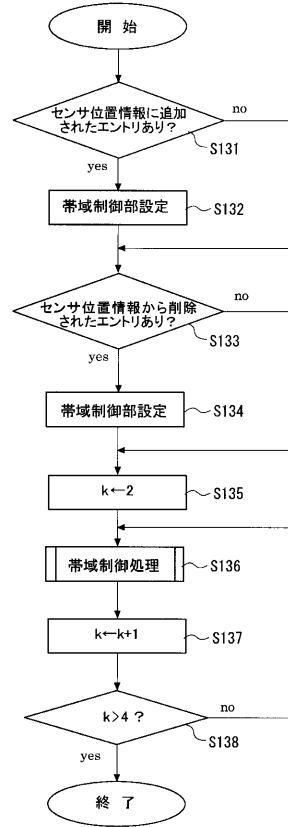 開 始
センサ位置情報に追加
されたエントリあり？
no
S131
yes
帯域制御部設定
S132
センサ位置情報から削除
されたエントリあり？
no
S133
yes
帯域制御部設定
S134
k←2
S135
帯域制御処理
S136
k←k+1
S137
k>4 ?
no
S138
yes
終 了